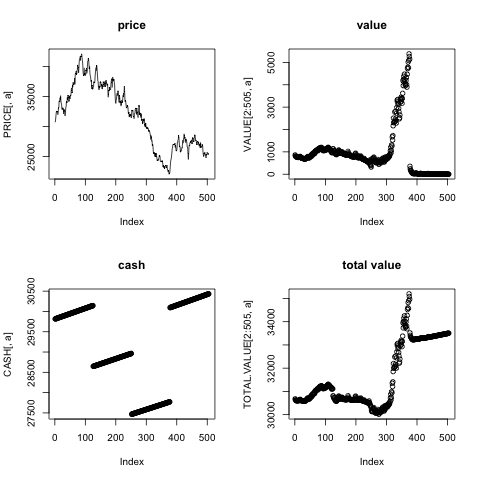 price
PRICE[, a]
25000 35000
0 100 200 300 400 500
Index
value
VALUE[2:505, a]
0 1000 3000 5000
0 100 200 300 400 500
Index
cash
CASH[, a]
27500 28500 29500 30500
0 100 200 300 400 500
Index
total value
TOTAL.VALUE[2:505, a]
30000 32000 34000
0 100 200 300 400 500
Index